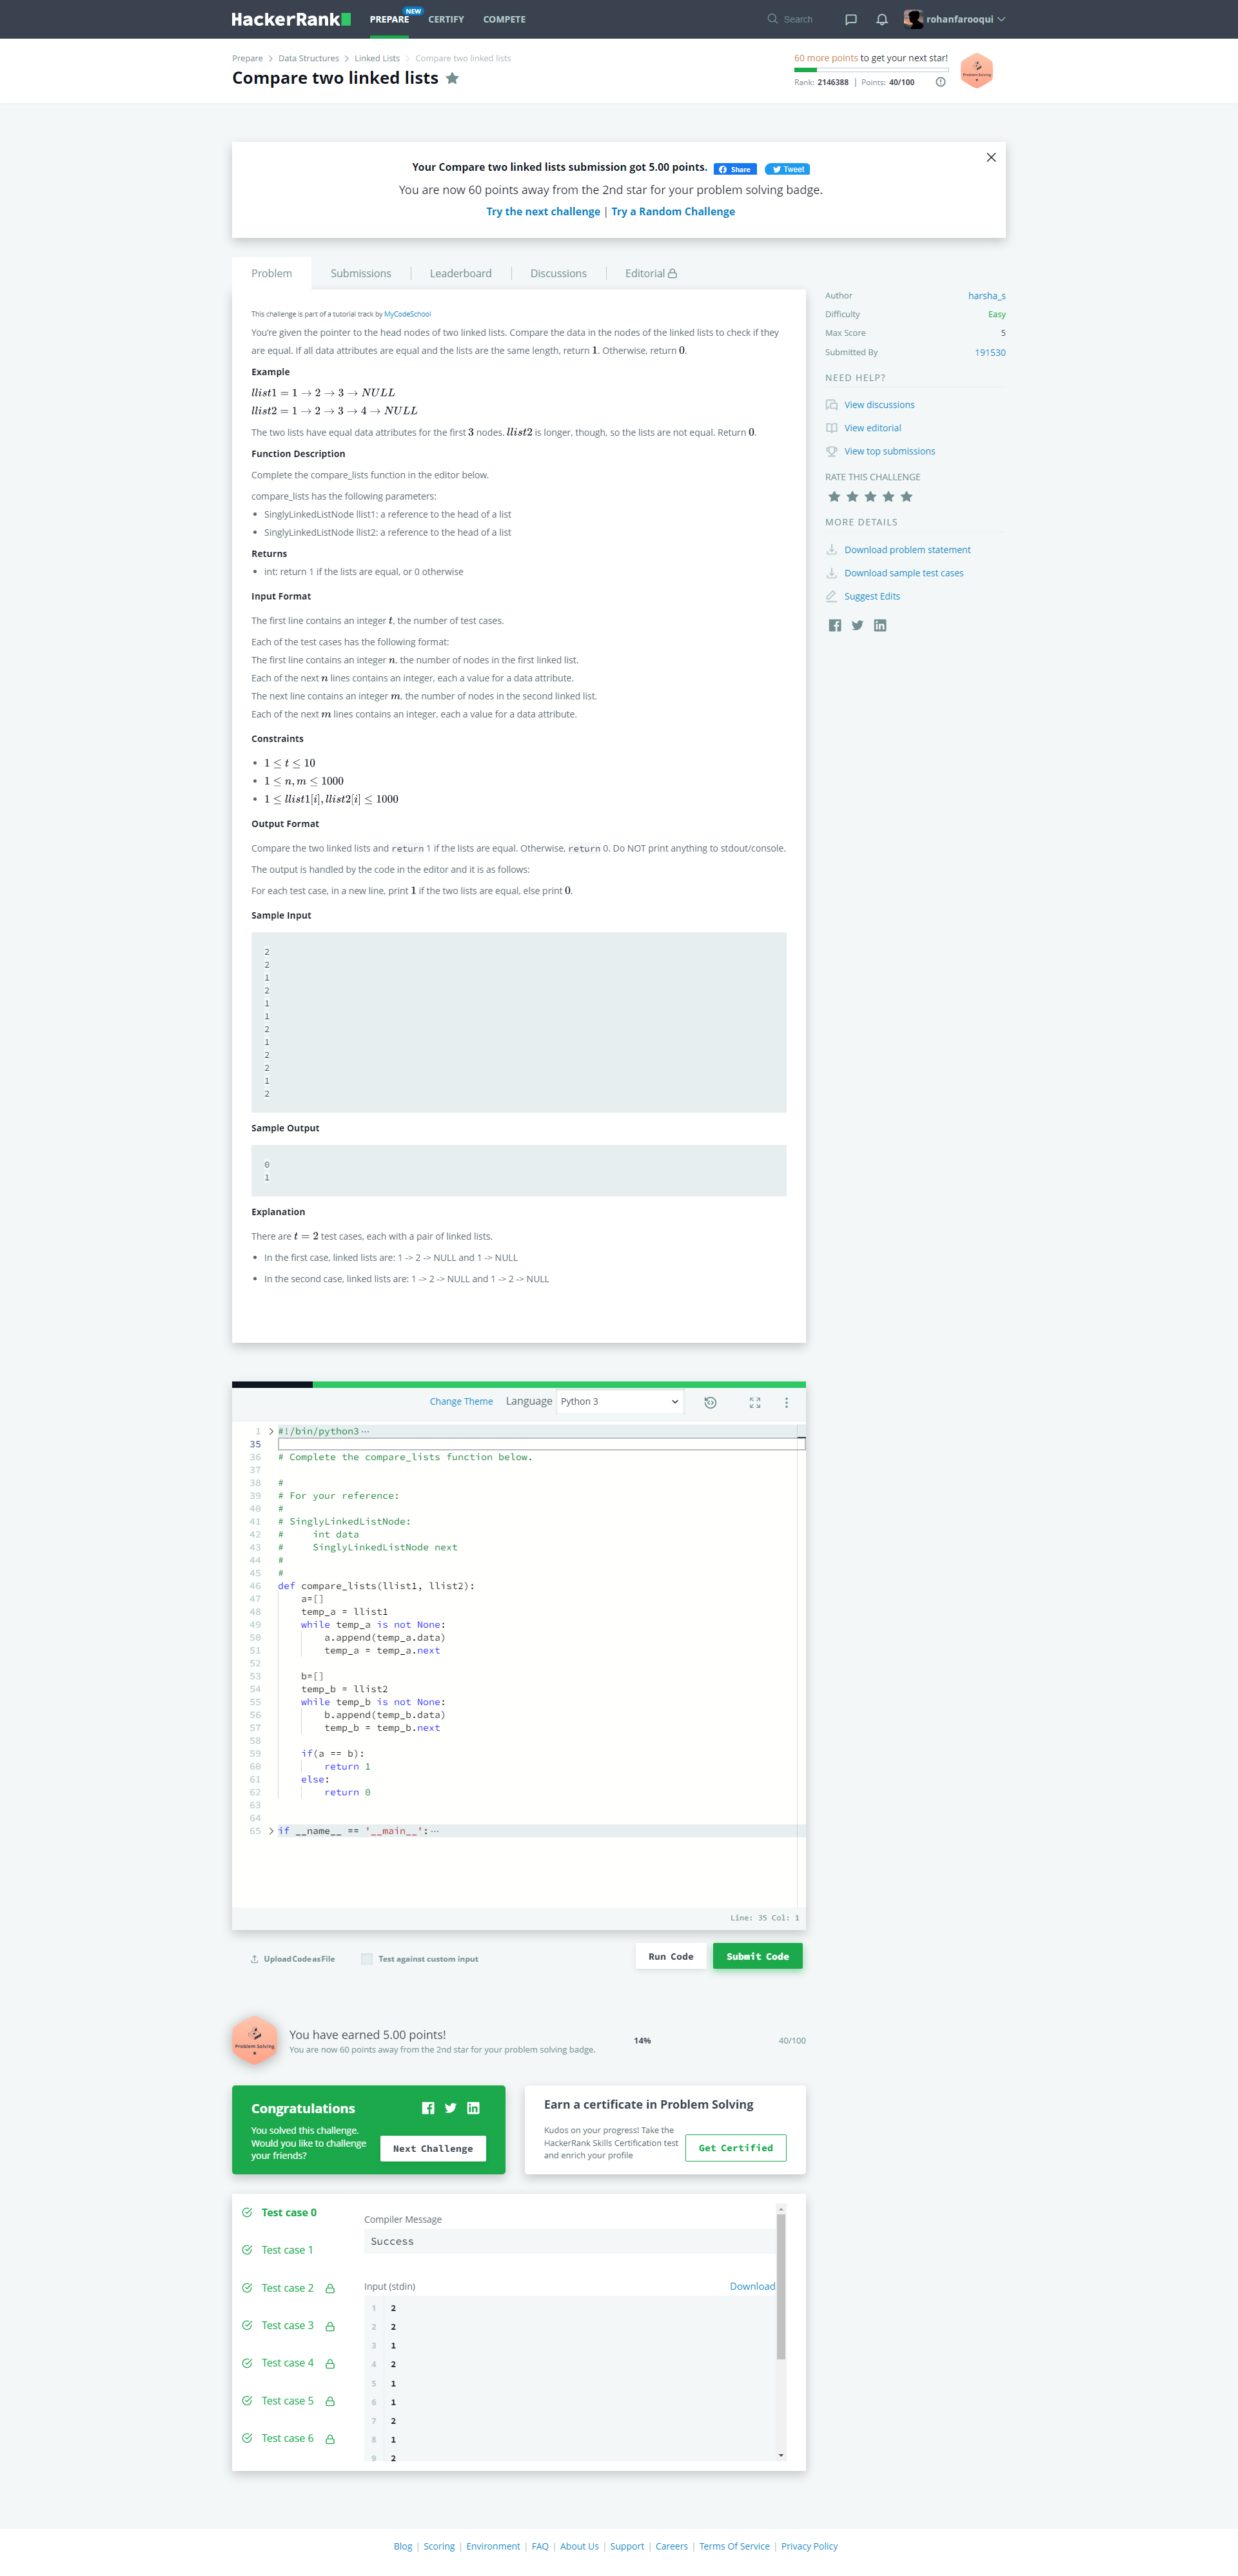 HackerRank
PREPARE NEW CERTIFY COMPETE Search rohanfarooqui
Prepare > Data Structures > Linked Lists > Compare two linked lists
Compare two linked lists
60 more points to get your next star!
Rank: 2146388 | Points: 40/100
Problem Solving
Your Compare two linked lists submission got 5.00 points. Share Tweet
You are now 60 points away from the 2nd star for your problem solving badge.
Try the next challenge | Try a Random Challenge
Problem Submissions Leaderboard Discussions Editorial
This challenge is part of a tutorial track by MyCodeSchool
You're given the pointer to the head nodes of two linked lists. Compare the data in the nodes of the linked lists to check if they
are equal. If all data attributes are equal and the lists are the same length, return 1. Otherwise, return 0.
Example
llist1 = 1 → 2 → 3 → NULL
llist2 = 1 → 2 → 3 → 4 → NULL
The two lists have equal data attributes for the first 3 nodes. llist2 is longer, though, so the lists are not equal. Return 0.
Function Description
Complete the compare_lists function in the editor below.
compare_lists has the following parameters:
• SinglyLinkedListNode llist1: a reference to the head of a list
• SinglyLinkedListNode llist2: a reference to the head of a list
Returns
• int: return 1 if the lists are equal, or 0 otherwise
Input Format
The first line contains an integer t, the number of test cases.
Each of the test cases has the following format:
The first line contains an integer n, the number of nodes in the first linked list.
Each of the next n lines contains an integer, each a value for a data attribute.
The next line contains an integer m, the number of nodes in the second linked list.
Each of the next m lines contains an integer, each a value for a data attribute.
Constraints
• 1 ≤ t ≤ 10
• 1 ≤ n, m ≤ 1000
• 1 ≤ llist1[i], llist2[i] ≤ 1000
Output Format
Compare the two linked lists and return 1 if the lists are equal. Otherwise, return 0. Do NOT print anything to stdout/console.
The output is handled by the code in the editor and it is as follows:
For each test case, in a new line, print 1 if the two lists are equal, else print 0.
Sample Input
2
2
1
2
1
1
2
1
2
2
1
2
Sample Output
0
1
Explanation
There are t = 2 test cases, each with a pair of linked lists.
• In the first case, linked lists are: 1 -> 2 -> NULL and 1 -> NULL
• In the second case, linked lists are: 1 -> 2 -> NULL and 1 -> 2 -> NULL
Author harsha_s
Difficulty Easy
Max Score 5
Submitted By 191530
NEED HELP?
View discussions
View editorial
View top submissions
RATE THIS CHALLENGE
MORE DETAILS
Download problem statement
Download sample test cases
Suggest Edits
Change Theme Language Python 3
1 > #!/bin/python3 ···
35
36 # Complete the compare_lists function below.
37
38 #
39 # For your reference:
40 #
41 # SinglyLinkedListNode:
42 #     int data
43 #     SinglyLinkedListNode next
44 #
45 #
46 def compare_lists(llist1, llist2):
47     a=[]
48     temp_a = llist1
49     while temp_a is not None:
50         a.append(temp_a.data)
51         temp_a = temp_a.next
52
53     b=[]
54     temp_b = llist2
55     while temp_b is not None:
56         b.append(temp_b.data)
57         temp_b = temp_b.next
58
59     if(a == b):
60         return 1
61     else:
62         return 0
63
64
65 > if __name__ == '__main__': ···
Line: 35 Col: 1
Upload Code as File Test against custom input Run Code Submit Code
Problem Solving
You have earned 5.00 points!
You are now 60 points away from the 2nd star for your problem solving badge.
14% 40/100
Congratulations
You solved this challenge.
Would you like to challenge
your friends?
Next Challenge
Earn a certificate in Problem Solving
Kudos on your progress! Take the
HackerRank Skills Certification test
and enrich your profile
Get Certified
Test case 0
Test case 1
Test case 2
Test case 3
Test case 4
Test case 5
Test case 6
Compiler Message
Success
Input (stdin) Download
1 2
2 2
3 1
4 2
5 1
6 1
7 2
8 1
9 2
Blog | Scoring | Environment | FAQ | About Us | Support | Careers | Terms Of Service | Privacy Policy